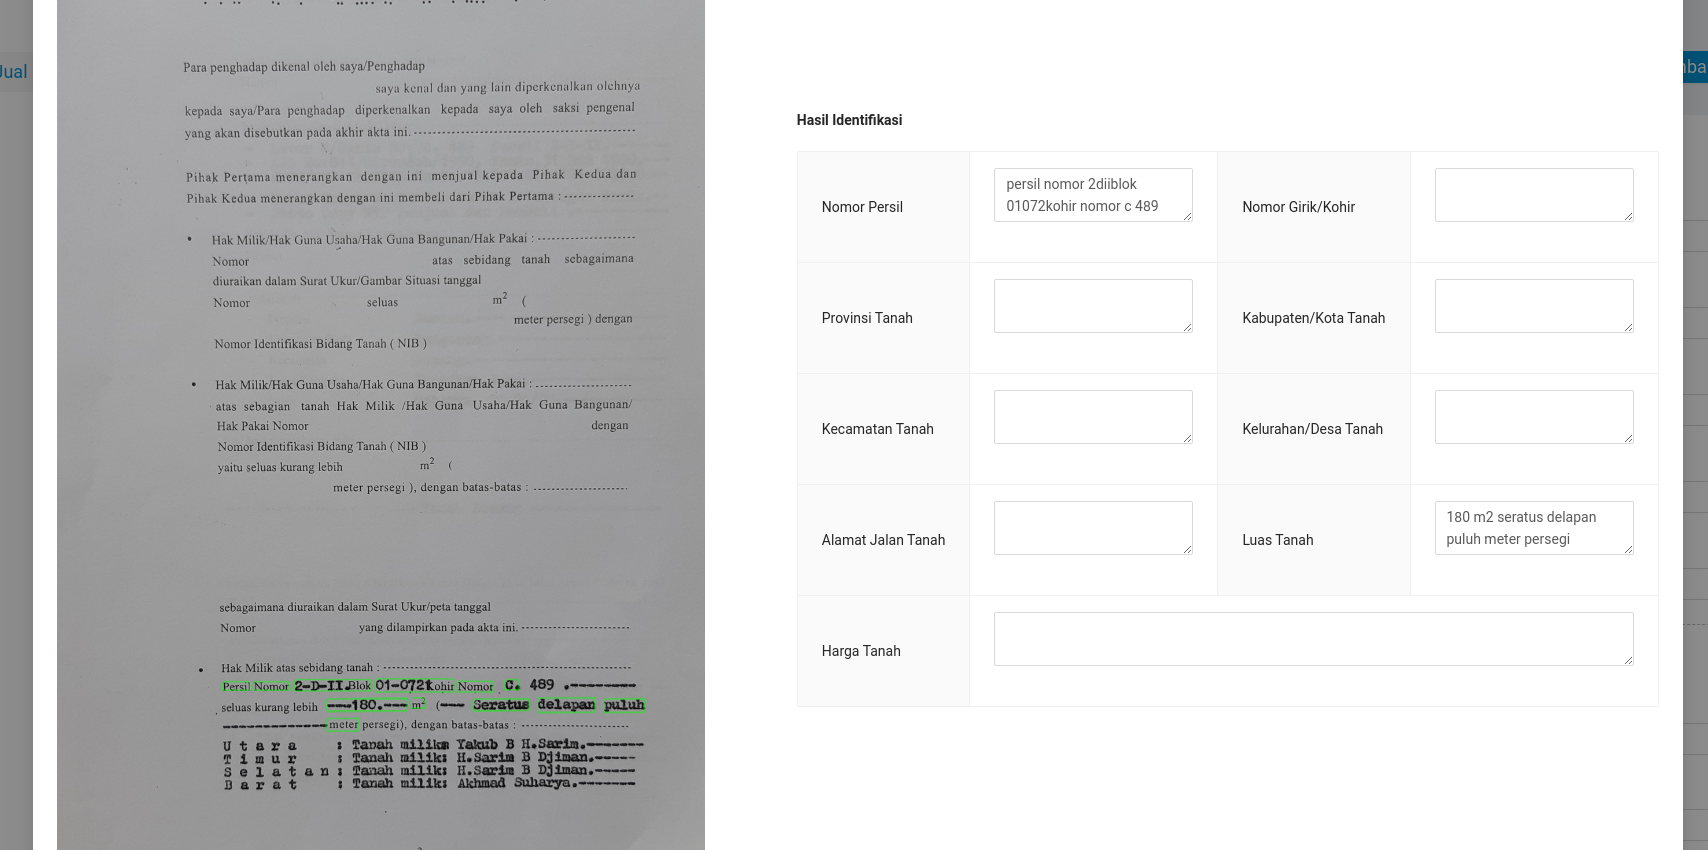 Jual
Para penghadap dikenal oleh saya/Penghadap
saya kenal dan yang lain diperkenalkan olehnya
kepada saya/Para penghadap diperkenalkan kepada saya oleh saksi pengenal
yang akan disebutkan pada akhir akta ini. ------------------------------------------
Pihak Pertama menerangkan dengan ini menjual kepada Pihak Kedua dan
Pihak Kedua menerangkan dengan ini membeli dari Pihak Pertama : -------------
• Hak Milik/Hak Guna Usaha/Hak Guna Bangunan/Hak Pakai : ------------------
Nomor atas sebidang tanah sebagaimana
diuraikan dalam Surat Ukur/Gambar Situasi tanggal
Nomor seluas m² (
meter persegi ) dengan
Nomor Identifikasi Bidang Tanah ( NIB )
• Hak Milik/Hak Guna Usaha/Hak Guna Bangunan/Hak Pakai : ------------------
atas sebagian tanah Hak Milik /Hak Guna Usaha/Hak Guna Bangunan/
Hak Pakai Nomor dengan
Nomor Identifikasi Bidang Tanah ( NIB )
yaitu seluas kurang lebih m² (
meter persegi ), dengan batas-batas : -----------------
sebagaimana diuraikan dalam Surat Ukur/peta tanggal
Nomor yang dilampirkan pada akta ini. --------------------
• Hak Milik atas sebidang tanah : ----------------------------------------------
Persil Nomor 2-D-II.Blok 01-0721Kohir Nomor C. 489 .---------
seluas kurang lebih ---180.--- m² (--- Seratus delapan puluh
-------------meter persegi), dengan batas-batas : --------------------
Utara : Tanah milikm Yakub B H.Sarim.-------
Timur : Tanah milik: H.Sarim B Djiman.------
Selatan: Tanah milik: H.Sarim B Djiman.-----
Barat : Tanah milik: Akhmad Suharya.--------
Hasil Identifikasi
Nomor Persil
persil nomor 2diiblok
01072kohir nomor c 489
Nomor Girik/Kohir
Provinsi Tanah
Kabupaten/Kota Tanah
Kecamatan Tanah
Kelurahan/Desa Tanah
Alamat Jalan Tanah
Luas Tanah
180 m2 seratus delapan
puluh meter persegi
Harga Tanah